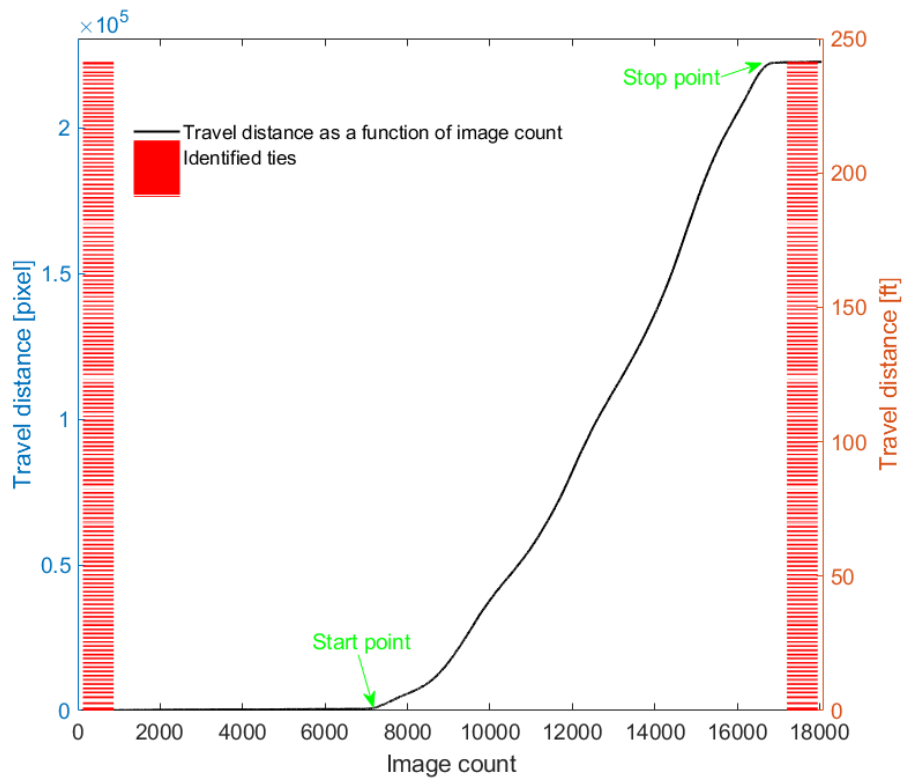 ×10⁵
250
Stop point
2
Travel distance as a function of image count
Identified ties
200
1.5
150
Travel distance [pixel]
Travel distance [ft]
1
100
0.5
50
Start point
0
0
0 2000 4000 6000 8000 10000 12000 14000 16000 18000
Image count